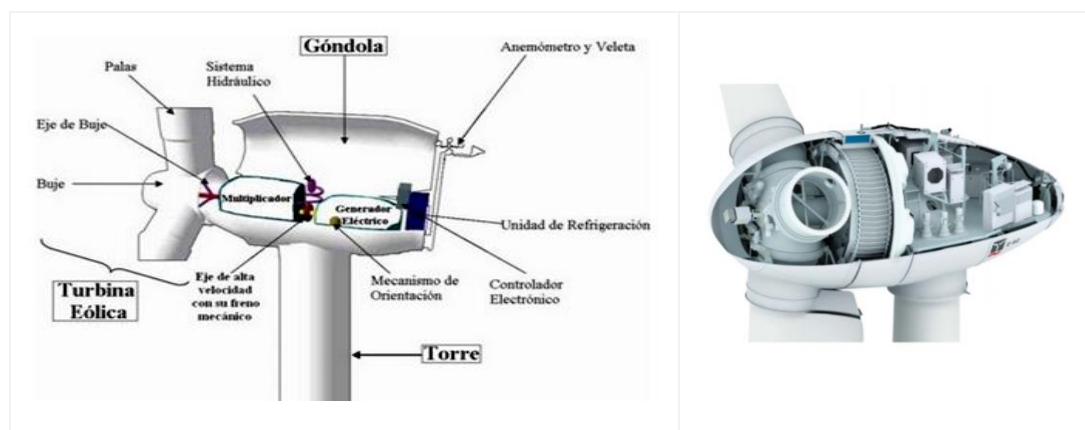 Góndola
Anemómetro y Veleta
Palas
Sistema
Hidráulico
Eje de Buje
Buje
Multiplicador
Generador
Eléctrico
Unidad de Refrigeración
Eje de alta
velocidad
con su freno
mecánico
Mecanismo de
Orientación
Controlador
Electrónico
Turbina
Eólica
Torre